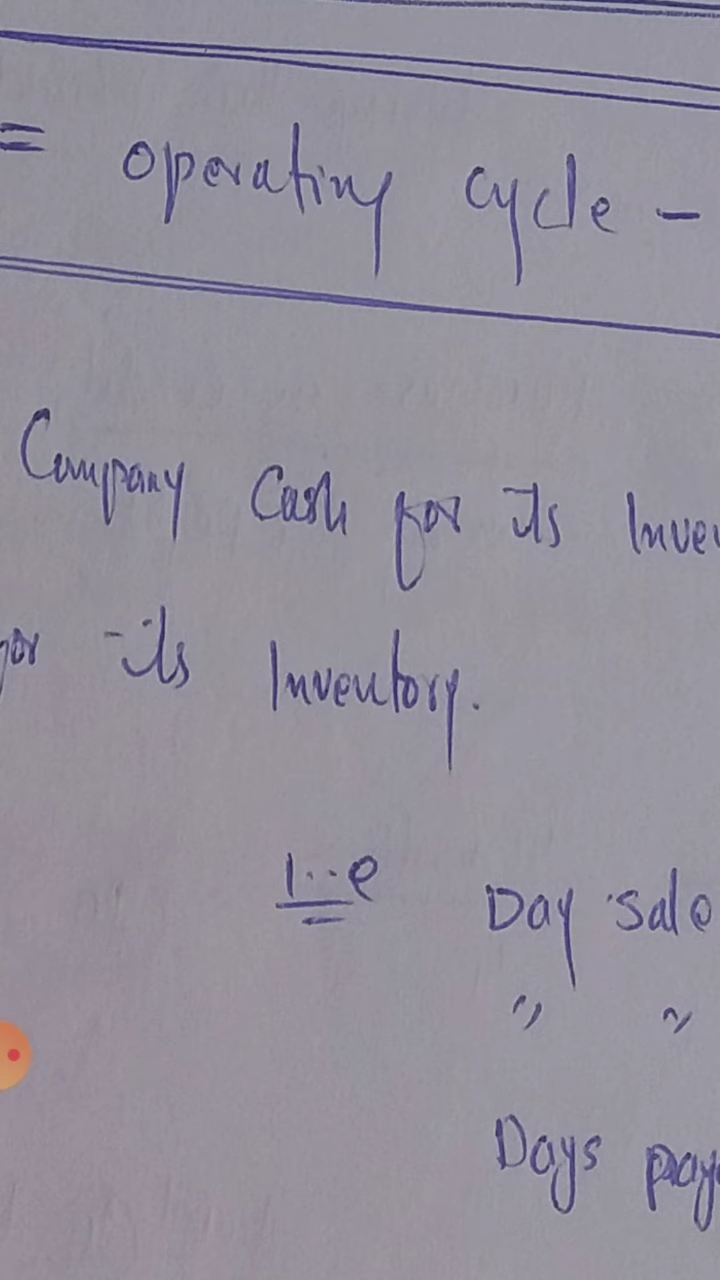 = operating cycle -
Company Cash for its Inve
for its Inventory.
I..e Day sale
" "
Days pay